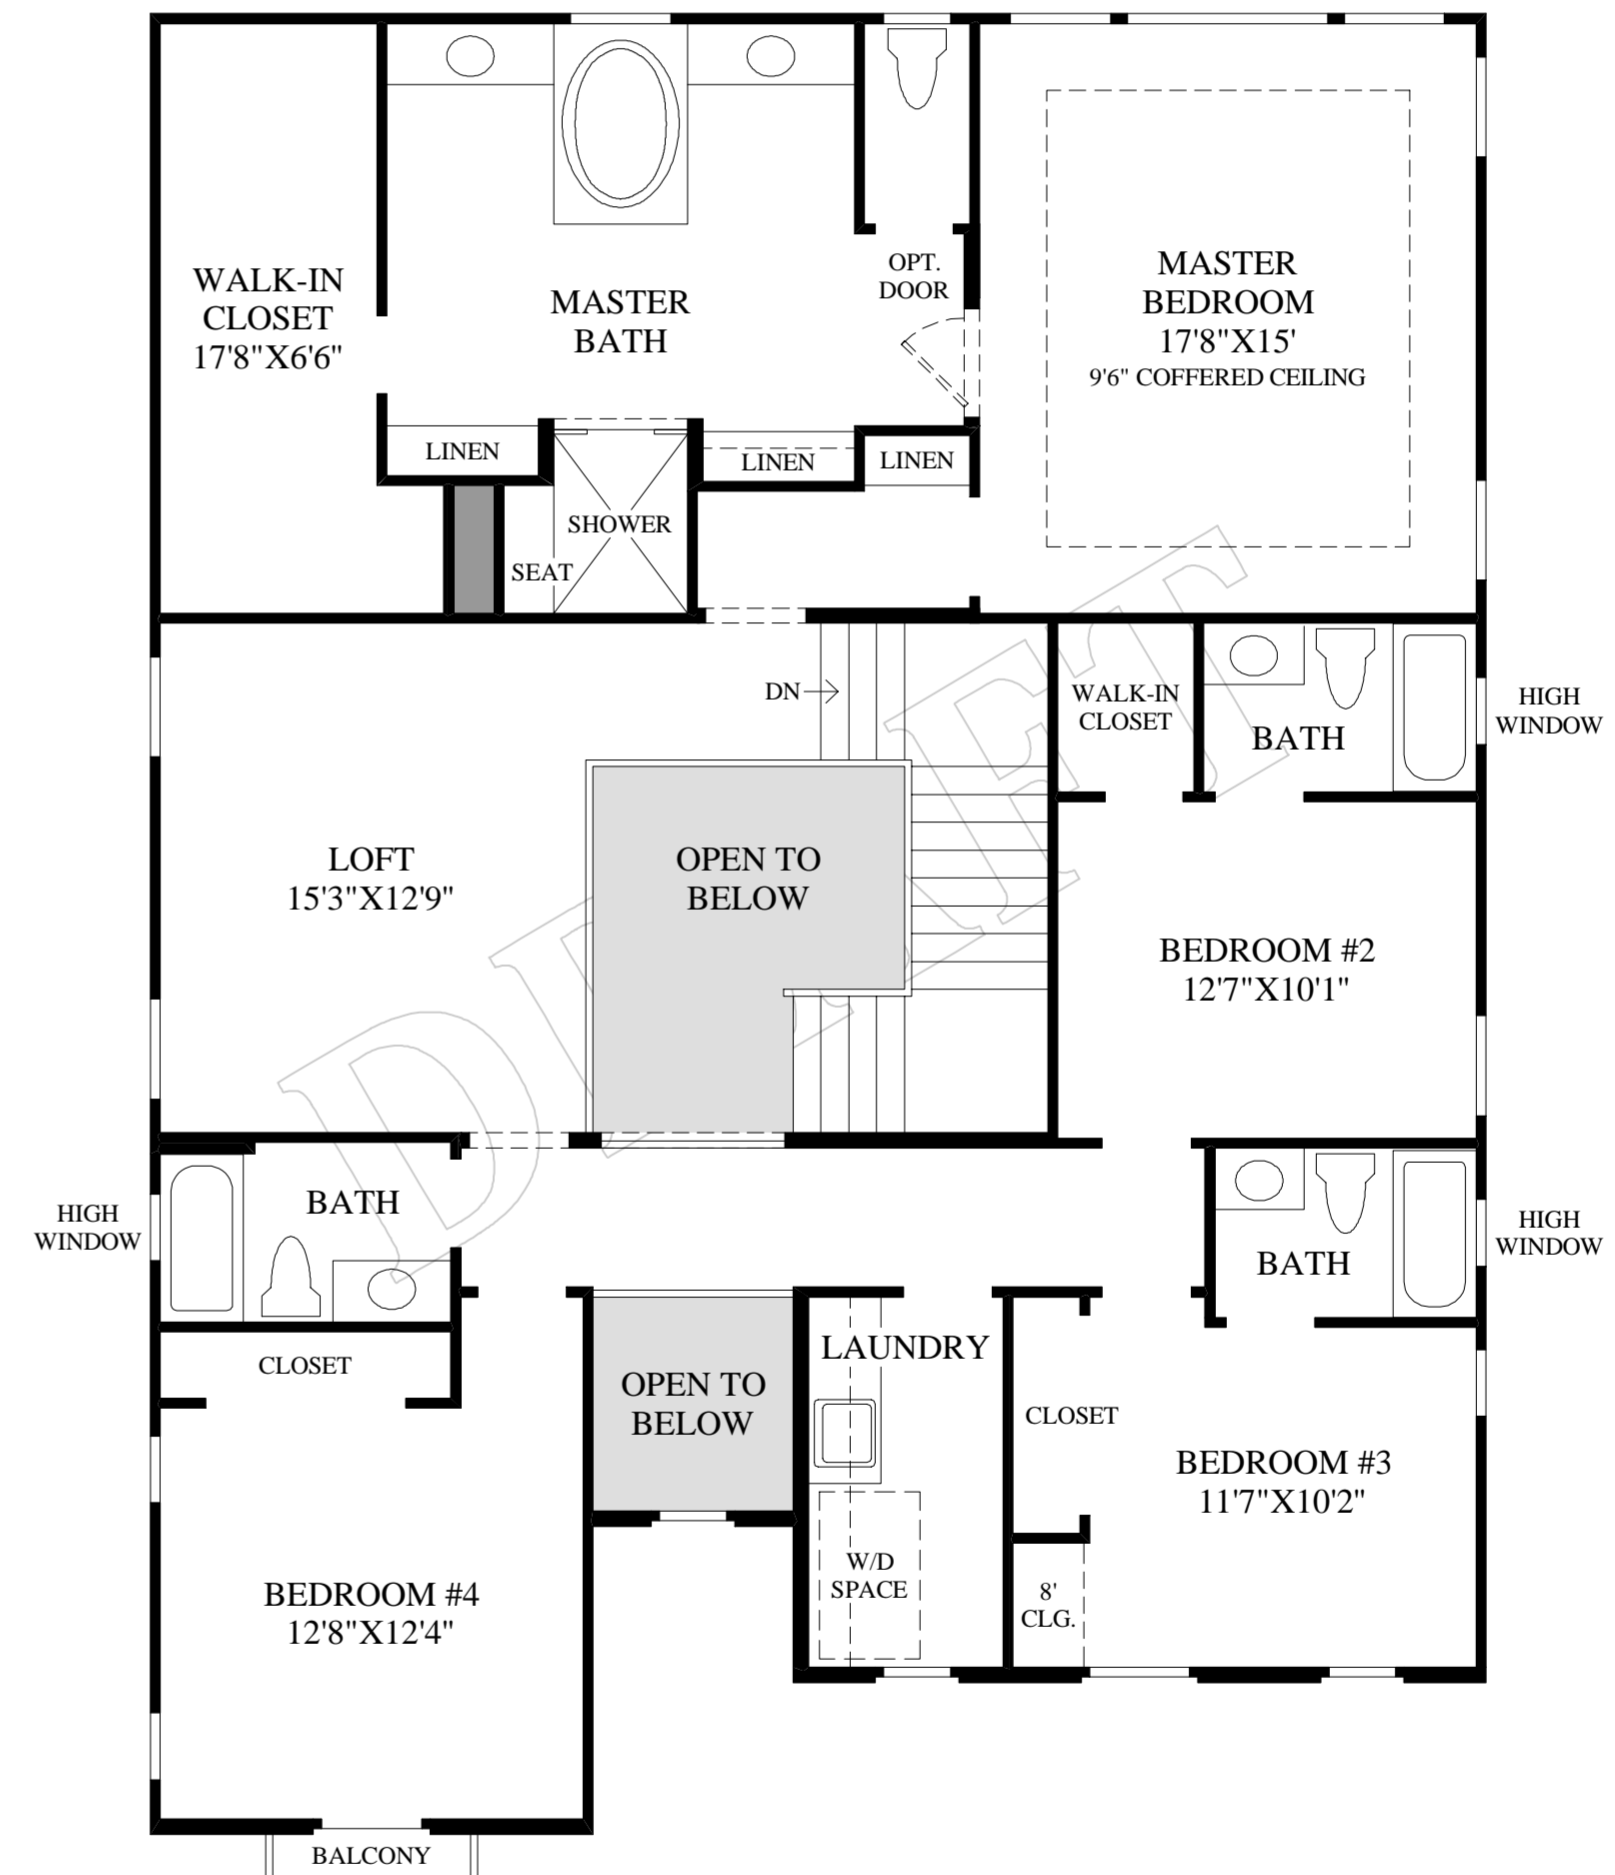 WALK-IN
CLOSET
17'8"X6'6"
MASTER
BATH
OPT.
DOOR
MASTER
BEDROOM
17'8"X15'
9'6" COFFERED CEILING
LINEN
LINEN
LINEN
SHOWER
SEAT
DN
WALK-IN
CLOSET
BATH
HIGH
WINDOW
LOFT
15'3"X12'9"
OPEN TO
BELOW
BEDROOM #2
12'7"X10'1"
DRAFT
HIGH
WINDOW
BATH
BATH
HIGH
WINDOW
CLOSET
OPEN TO
BELOW
LAUNDRY
CLOSET
BEDROOM #3
11'7"X10'2"
W/D
SPACE
8'
CLG.
BEDROOM #4
12'8"X12'4"
BALCONY